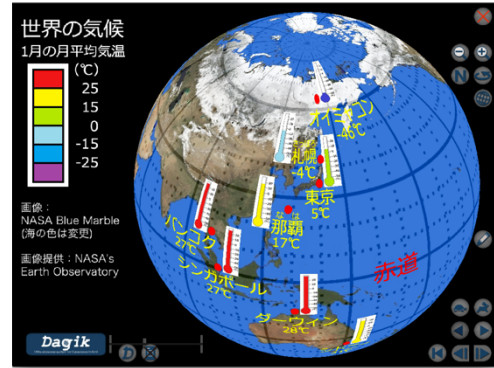 世界の気候
1月の月平均気温
(℃)
25
15
0
-15
-25
画像:
NASA Blue Marble
(海の色は変更)
画像提供:NASA's
Earth Observatory
オイミャコン
-46℃
札幌
-4℃
東京
5℃
なは
那覇
17℃
バンコク
27℃
シンガポール
27℃
赤道
ダーウィン
28℃
Dagik
D
N